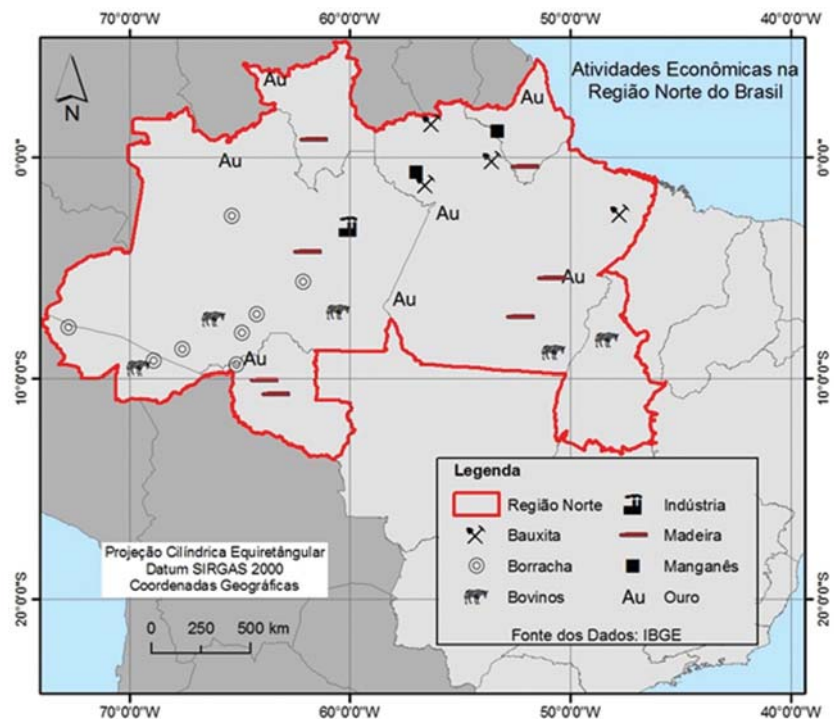 70°0'0"W 60°0'0"W 50°0'0"W 40°0'0"W
Atividades Econômicas na
Região Norte do Brasil
N
Au
Au
Au
Au
Au
Au
Au
0°0'0"
0°0'0"
10°0'0"S
10°0'0"S
20°0'0"S
20°0'0"S
Legenda
Região Norte
Indústria
Bauxita
Madeira
Borracha
Manganês
Bovinos
Au Ouro
Fonte dos Dados: IBGE
Projeção Cilíndrica Equiretângular
Datum SIRGAS 2000
Coordenadas Geográficas
0 250 500 km
70°0'0"W 60°0'0"W 50°0'0"W 40°0'0"W